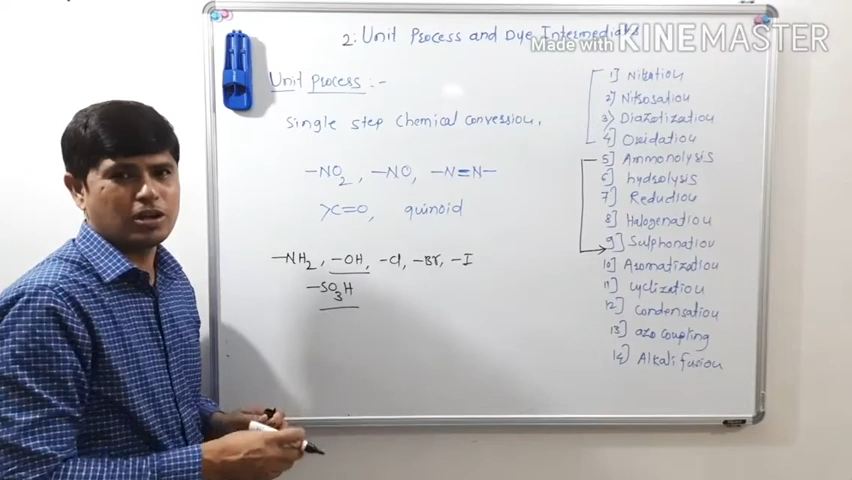 2. Unit Process and Dye Intermediate
Made with KINEMASTER
Unit Process :-
Single step Chemical Conversion.
-NO2, -NO, -N=N-
>C=O, quinoid
-NH2, -OH, -Cl, -Br, -I
-SO3H
1] Nitration
2) Nitrosation
3) Diazotization
4] Oxidation
5] Ammonolysis
6] hydrolysis
7] Reduction
8] Halogenation
9] Sulphonation
10] Aromatization
11] Cyclization
12] Condensation
13] azo coupling
14] Alkali fusion